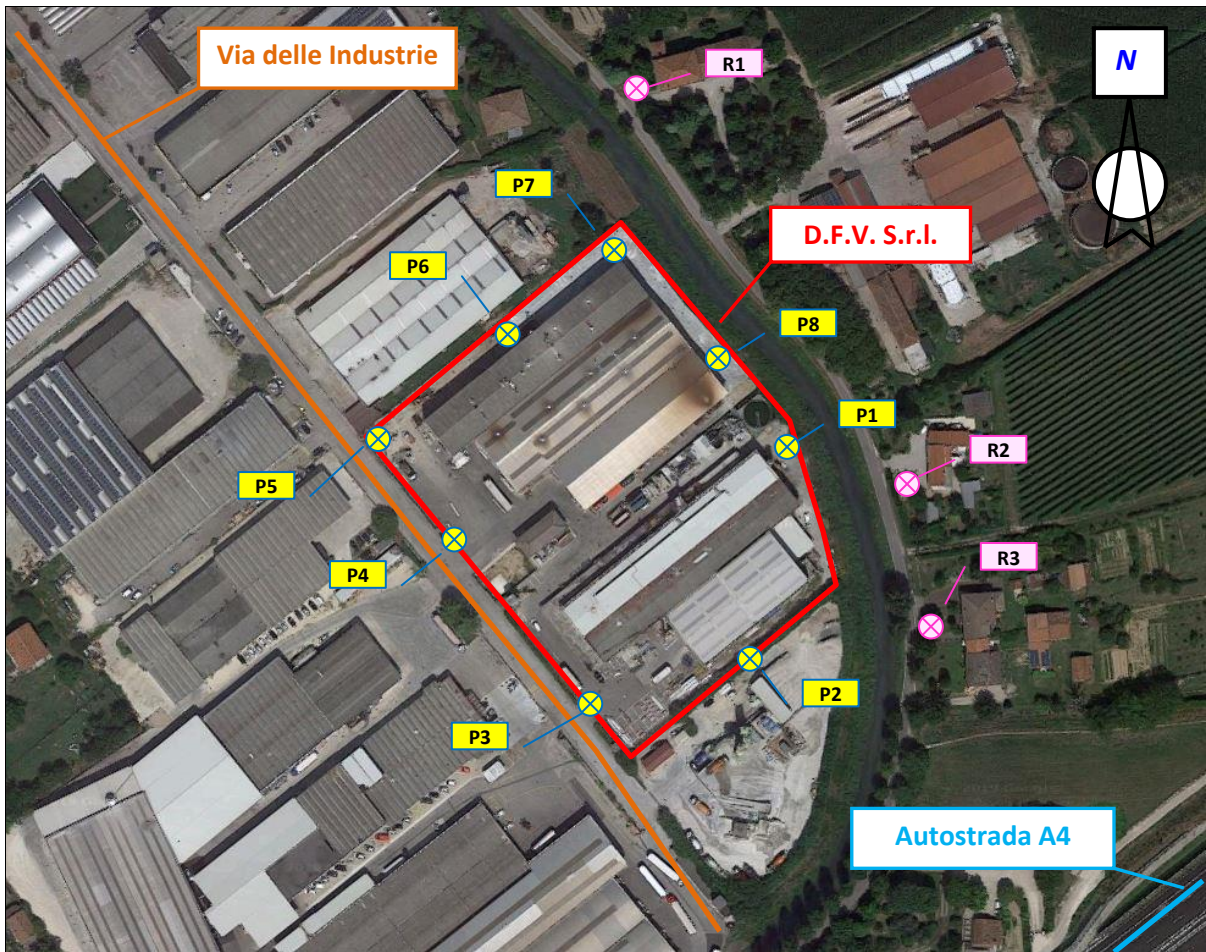 Via delle Industrie
R1
N
P7
D.F.V. S.r.l.
P6
P8
P1
R2
P5
R3
P4
P2
P3
Autostrada A4